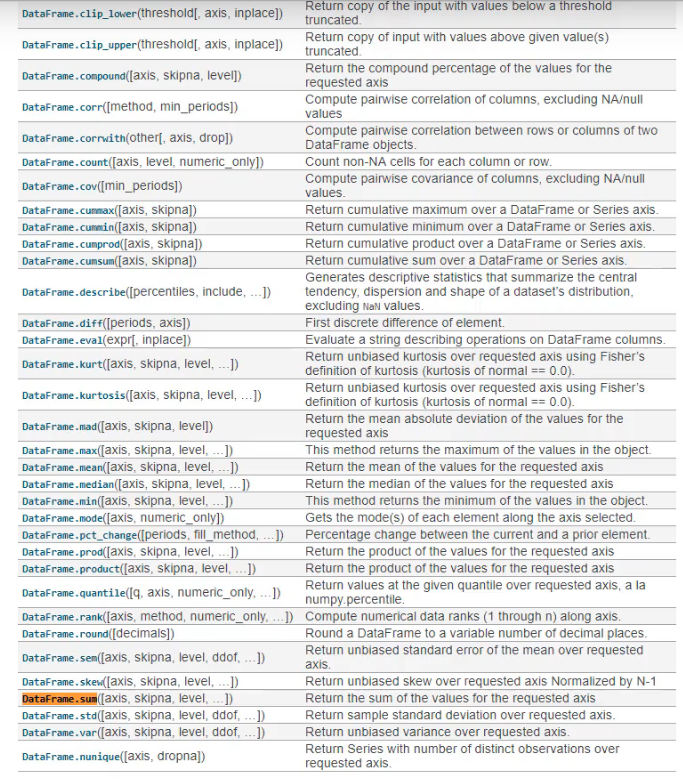 DataFrame.clip_lower(threshold[, axis, inplace]) Return copy of the input with values below a threshold
truncated.
DataFrame.clip_upper(threshold[, axis, inplace]) Return copy of input with values above given value(s)
truncated.
DataFrame.compound([axis, skipna, level]) Return the compound percentage of the values for the
requested axis
DataFrame.corr([method, min_periods]) Compute pairwise correlation of columns, excluding NA/null
values
DataFrame.corrwith(other[, axis, drop]) Compute pairwise correlation between rows or columns of two
DataFrame objects.
DataFrame.count([axis, level, numeric_only]) Count non-NA cells for each column or row.
DataFrame.cov([min_periods]) Compute pairwise covariance of columns, excluding NA/null
values.
DataFrame.cummax([axis, skipna]) Return cumulative maximum over a DataFrame or Series axis.
DataFrame.cummin([axis, skipna]) Return cumulative minimum over a DataFrame or Series axis.
DataFrame.cumprod([axis, skipna]) Return cumulative product over a DataFrame or Series axis.
DataFrame.cumsum([axis, skipna]) Return cumulative sum over a DataFrame or Series axis.
DataFrame.describe([percentiles, include, …]) Generates descriptive statistics that summarize the central
tendency, dispersion and shape of a dataset's distribution,
excluding NaN values.
DataFrame.diff([periods, axis]) First discrete difference of element.
DataFrame.eval(expr[, inplace]) Evaluate a string describing operations on DataFrame columns.
DataFrame.kurt([axis, skipna, level, …]) Return unbiased kurtosis over requested axis using Fisher's
definition of kurtosis (kurtosis of normal == 0.0).
DataFrame.kurtosis([axis, skipna, level, …]) Return unbiased kurtosis over requested axis using Fisher's
definition of kurtosis (kurtosis of normal == 0.0).
DataFrame.mad([axis, skipna, level]) Return the mean absolute deviation of the values for the
requested axis
DataFrame.max([axis, skipna, level, …]) This method returns the maximum of the values in the object.
DataFrame.mean([axis, skipna, level, …]) Return the mean of the values for the requested axis
DataFrame.median([axis, skipna, level, …]) Return the median of the values for the requested axis
DataFrame.min([axis, skipna, level, …]) This method returns the minimum of the values in the object.
DataFrame.mode([axis, numeric_only]) Gets the mode(s) of each element along the axis selected.
DataFrame.pct_change([periods, fill_method, …]) Percentage change between the current and a prior element.
DataFrame.prod([axis, skipna, level, …]) Return the product of the values for the requested axis
DataFrame.product([axis, skipna, level, …]) Return the product of the values for the requested axis
DataFrame.quantile([q, axis, numeric_only, …]) Return values at the given quantile over requested axis, a la
numpy.percentile.
DataFrame.rank([axis, method, numeric_only, …]) Compute numerical data ranks (1 through n) along axis.
DataFrame.round([decimals]) Round a DataFrame to a variable number of decimal places.
DataFrame.sem([axis, skipna, level, ddof, …]) Return unbiased standard error of the mean over requested
axis.
DataFrame.skew([axis, skipna, level, …]) Return unbiased skew over requested axis Normalized by N-1
DataFrame.sum([axis, skipna, level, …]) Return the sum of the values for the requested axis
DataFrame.std([axis, skipna, level, ddof, …]) Return sample standard deviation over requested axis.
DataFrame.var([axis, skipna, level, ddof, …]) Return unbiased variance over requested axis.
DataFrame.nunique([axis, dropna]) Return Series with number of distinct observations over
requested axis.